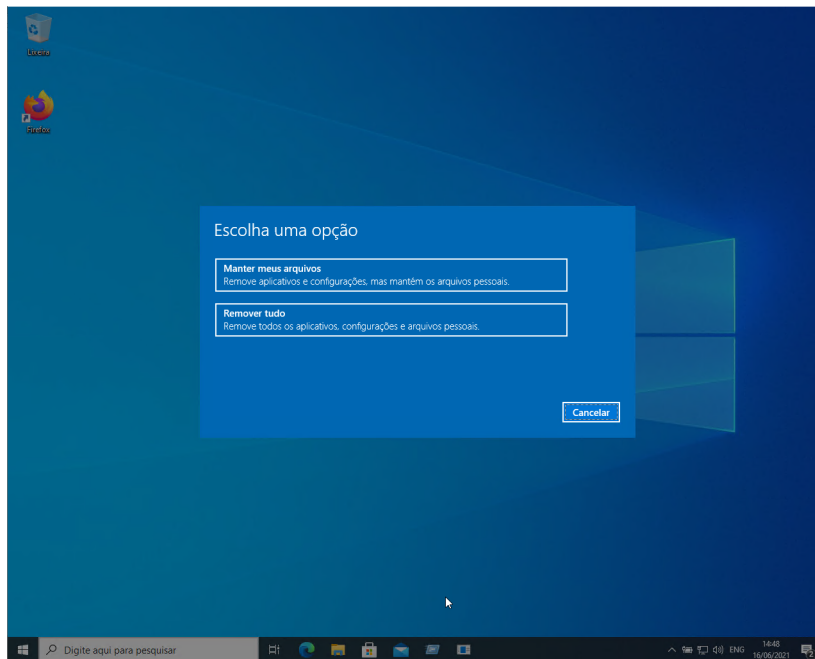 Lixeira
Firefox
Escolha uma opção
Manter meus arquivos
Remove aplicativos e configurações, mas mantém os arquivos pessoais.
Remover tudo
Remove todos os aplicativos, configurações e arquivos pessoais.
Cancelar
Digite aqui para pesquisar
ENG
14:48
16/06/2021
2